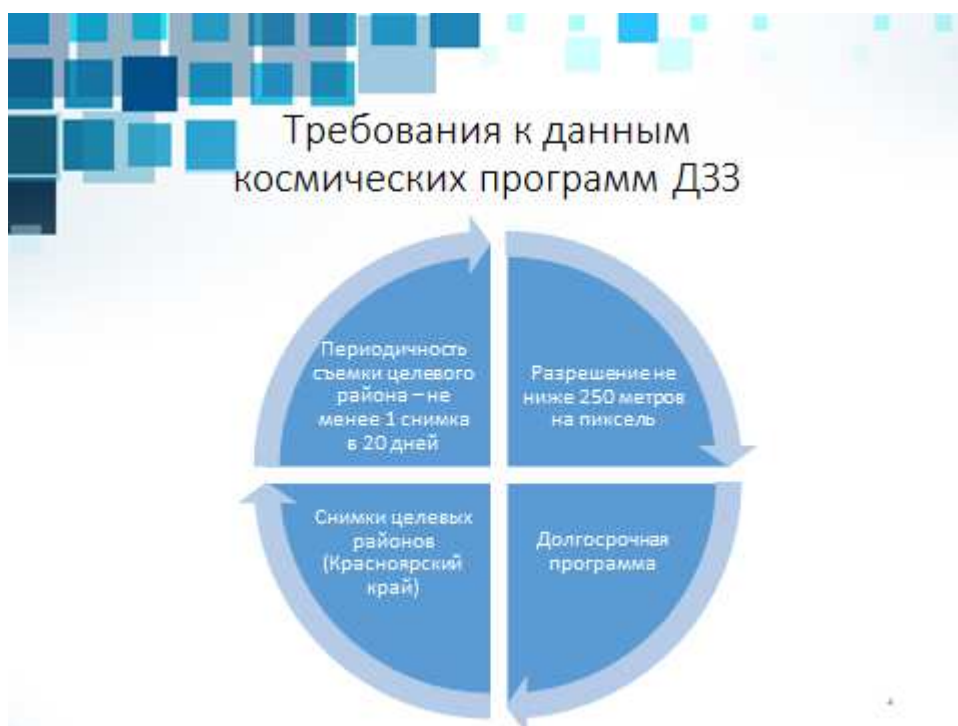 Требования к данным
космических программ ДЗЗ
Периодичность
съемки целевого
района – не
менее 1 снимка
в 20 дней
Разрешение не
ниже 250 метров
на пиксель
Снимки целевых
районов
(Красноярский
край)
Долгосрочная
программа
4